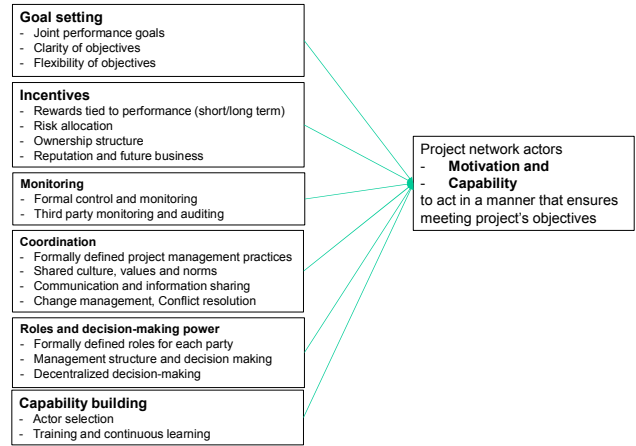 Goal setting
- Joint performance goals
- Clarity of objectives
- Flexibility of objectives
Incentives
- Rewards tied to performance (short/long term)
- Risk allocation
- Ownership structure
- Reputation and future business
Monitoring
- Formal control and monitoring
- Third party monitoring and auditing
Coordination
- Formally defined project management practices
- Shared culture, values and norms
- Communication and information sharing
- Change management, Conflict resolution
Roles and decision-making power
- Formally defined roles for each party
- Management structure and decision making
- Decentralized decision-making
Capability building
- Actor selection
- Training and continuous learning
Project network actors
- Motivation and
- Capability
to act in a manner that ensures
meeting project's objectives